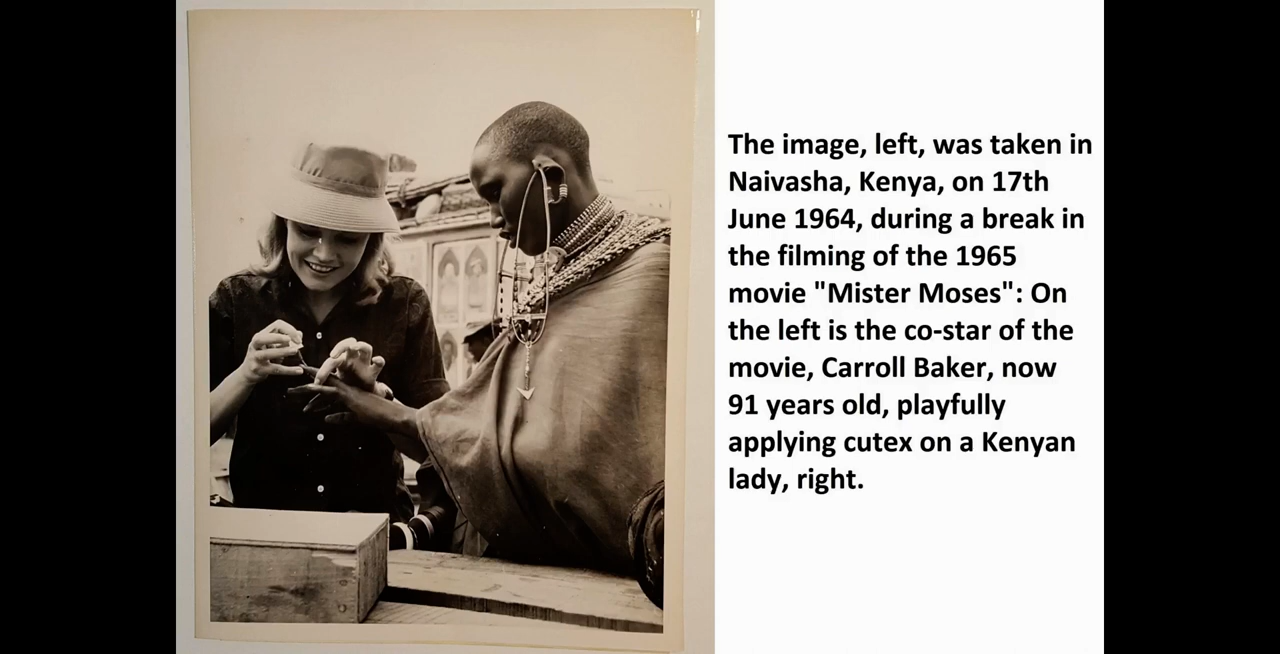 The image, left, was taken in
Naivasha, Kenya, on 17th
June 1964, during a break in
the filming of the 1965
movie "Mister Moses": On
the left is the co-star of the
movie, Carroll Baker, now
91 years old, playfully
applying cutex on a Kenyan
lady, right.